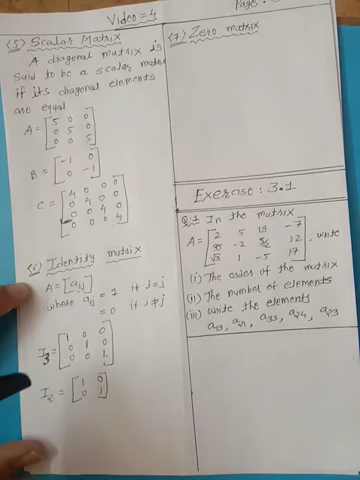 Page:
Video = 4
<5> Scalar Matrix
A diagonal matrix is
said to be a scalar matrix
if its diagonal elements
are equal
A = [5 0 0
0 5 0
0 0 5]
B = [-1 0
0 -1]
C = [4 0 0 0
0 4 0 0
0 0 4 0
0 0 0 4]
Identity matrix
A = [aij]
where aij = 1 if i=j
= 0 if i≠j
I3 = [1 0 0
0 1 0
0 0 1]
I2 = [1 0
0 1]
<7> Zero matrix
Exercise : 3.1
Q:1 In the matrix
A = [2 5 19 -7
35 -2 5/2 12
√3 1 -5 17], write
(i) The order of the matrix
(ii) The number of elements
(iii) write the elements
a13, a21, a33, a24, a23